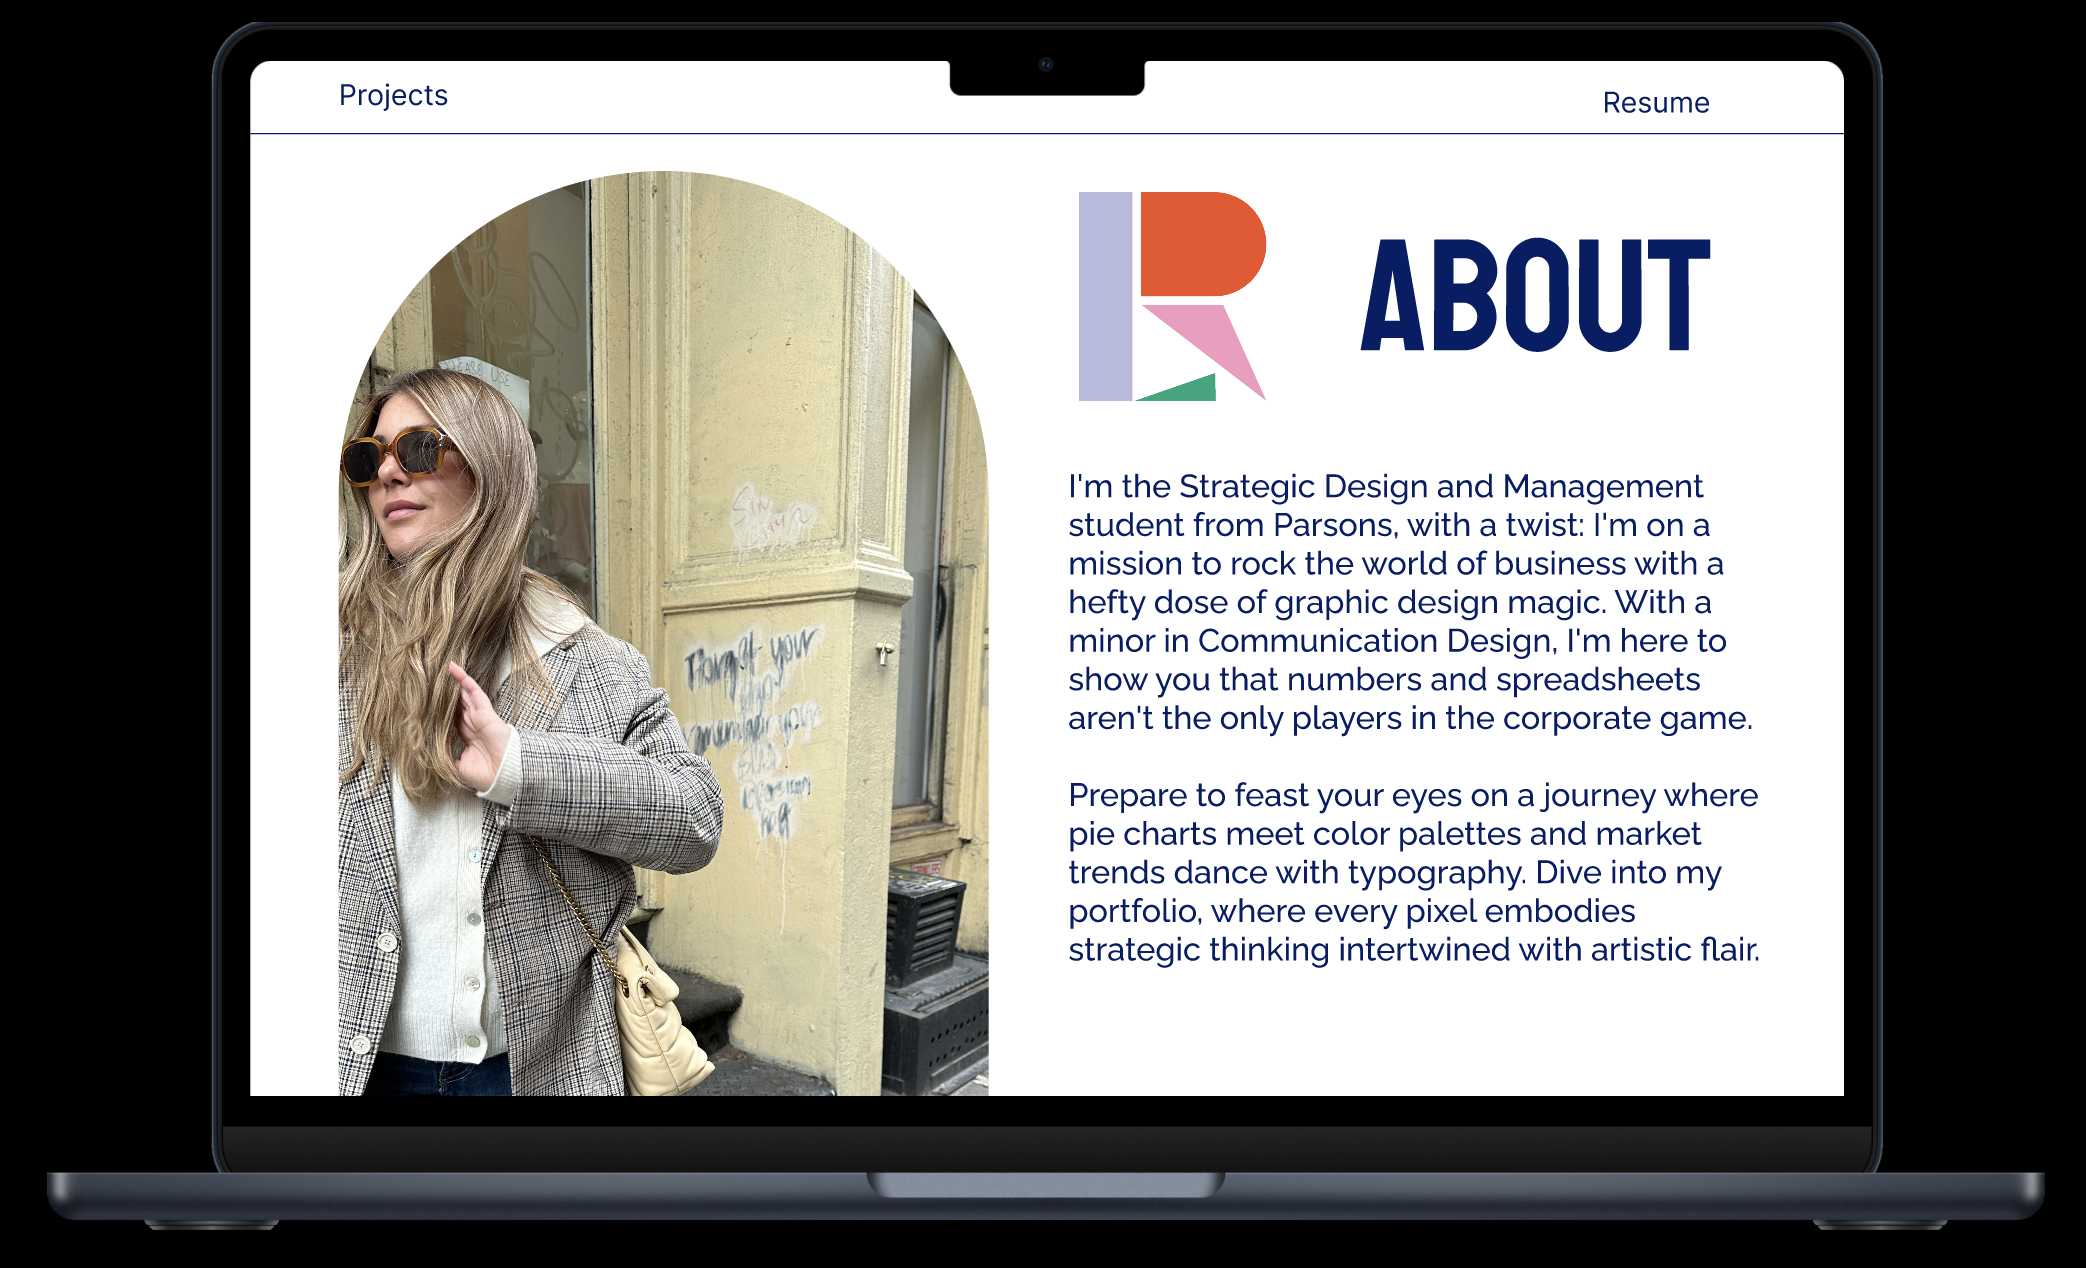 Projects
Resume
ABOUT
I'm the Strategic Design and Management
student from Parsons, with a twist: I'm on a
mission to rock the world of business with a
hefty dose of graphic design magic. With a
minor in Communication Design, I'm here to
show you that numbers and spreadsheets
aren't the only players in the corporate game.
Prepare to feast your eyes on a journey where
pie charts meet color palettes and market
trends dance with typography. Dive into my
portfolio, where every pixel embodies
strategic thinking intertwined with artistic flair.
PLEASE USE
your
your